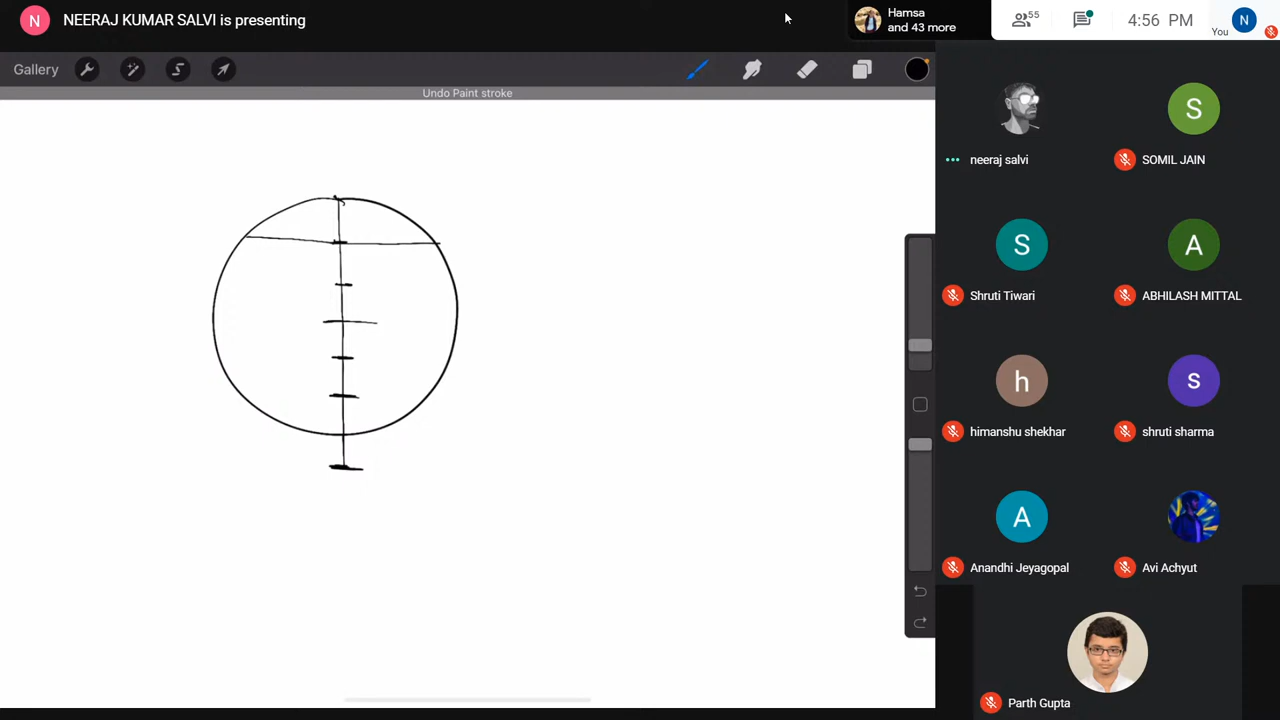 N NEERAJ KUMAR SALVI is presenting
Hamsa
and 43 more
55
4:56 PM
You
N
Gallery
Undo Paint stroke
neeraj salvi
S
SOMIL JAIN
S
Shruti Tiwari
A
ABHILASH MITTAL
h
himanshu shekhar
s
shruti sharma
A
Anandhi Jeyagopal
Avi Achyut
Parth Gupta